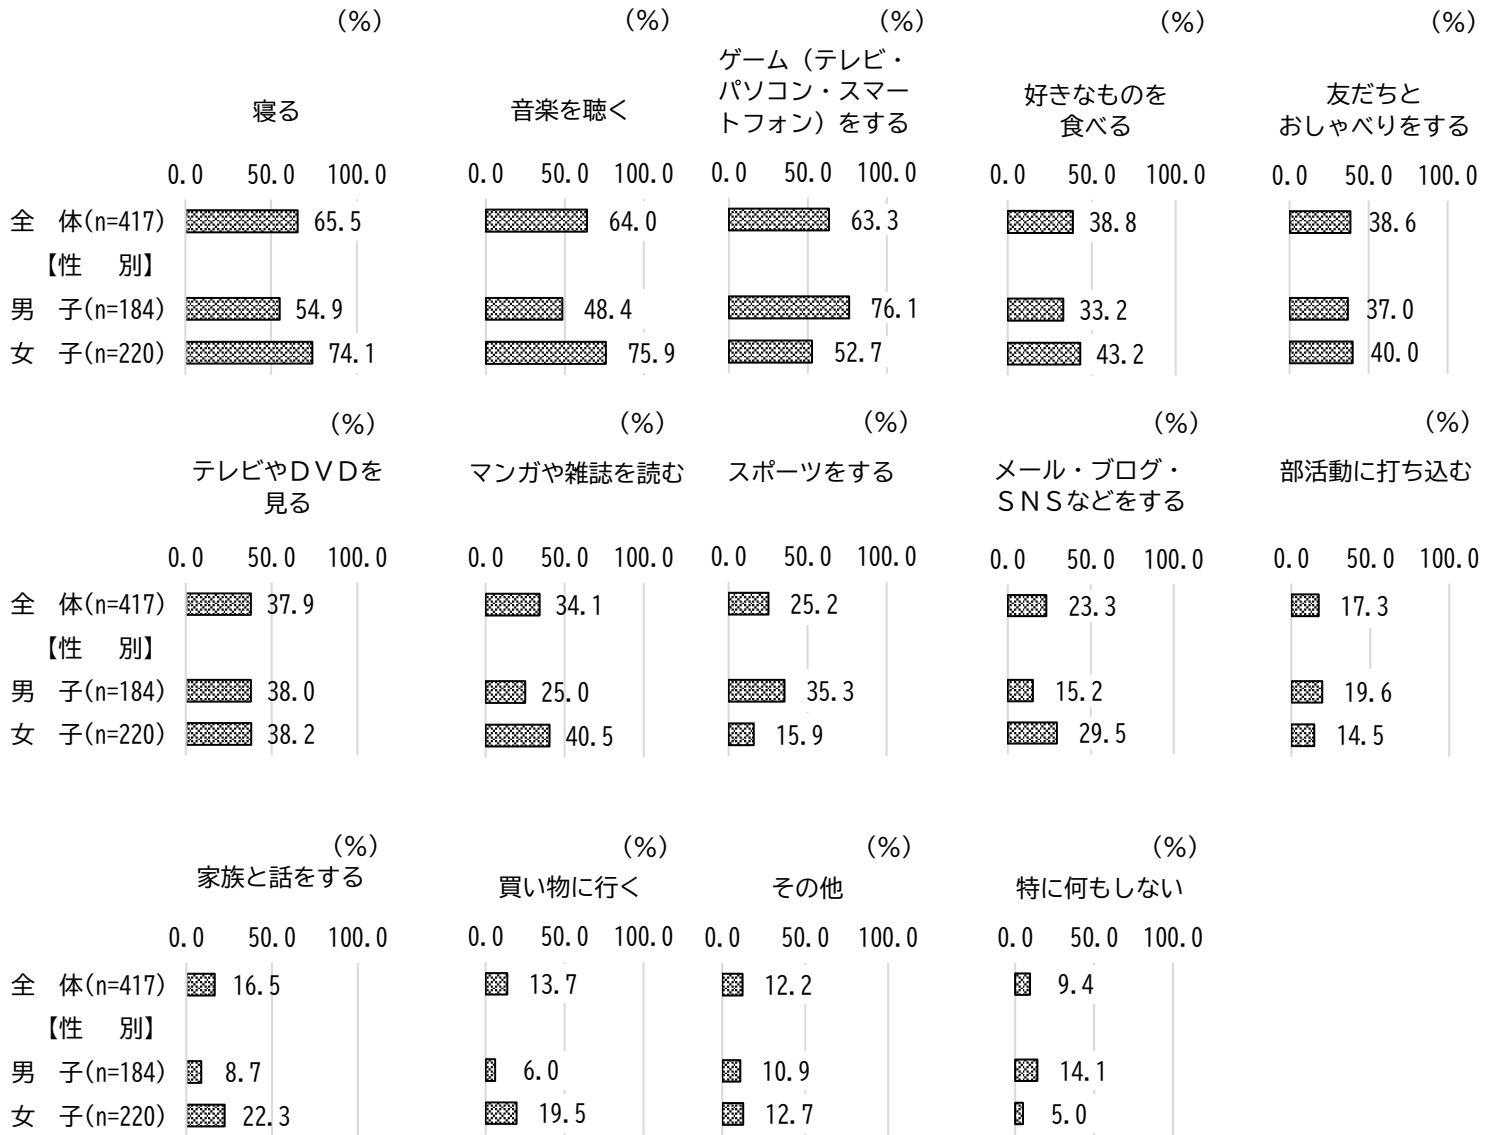 (%) (%) (%) (%) (%)
寝る
音楽を聴く
ゲーム（テレビ・
パソコン・スマー
トフォン）をする
好きなものを
食べる
友だちと
おしゃべりをする
0.0 50.0 100.0 0.0 50.0 100.0 0.0 50.0 100.0 0.0 50.0 100.0 0.0 50.0 100.0
全　体(n=417) 65.5 64.0 63.3 38.8 38.6
【性　別】
男　子(n=184) 54.9 48.4 76.1 33.2 37.0
女　子(n=220) 74.1 75.9 52.7 43.2 40.0
(%) (%) (%) (%) (%)
テレビやＤＶＤを
見る
マンガや雑誌を読む
スポーツをする
メール・ブログ・
ＳＮＳなどをする
部活動に打ち込む
0.0 50.0 100.0 0.0 50.0 100.0 0.0 50.0 100.0 0.0 50.0 100.0 0.0 50.0 100.0
全　体(n=417) 37.9 34.1 25.2 23.3 17.3
【性　別】
男　子(n=184) 38.0 25.0 35.3 15.2 19.6
女　子(n=220) 38.2 40.5 15.9 29.5 14.5
(%) (%) (%) (%)
家族と話をする
買い物に行く
その他
特に何もしない
0.0 50.0 100.0 0.0 50.0 100.0 0.0 50.0 100.0 0.0 50.0 100.0
全　体(n=417) 16.5 13.7 12.2 9.4
【性　別】
男　子(n=184) 8.7 6.0 10.9 14.1
女　子(n=220) 22.3 19.5 12.7 5.0